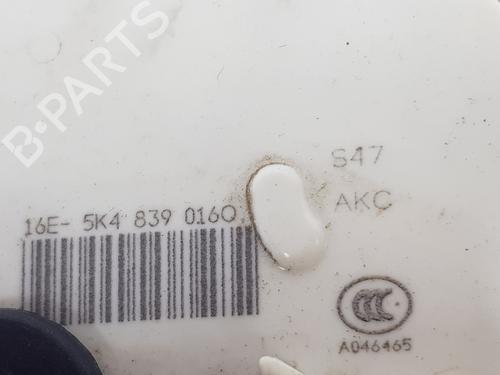 B-PARTS
S47
AKC
16E- 5K4 839 016Q
CCC
A046465